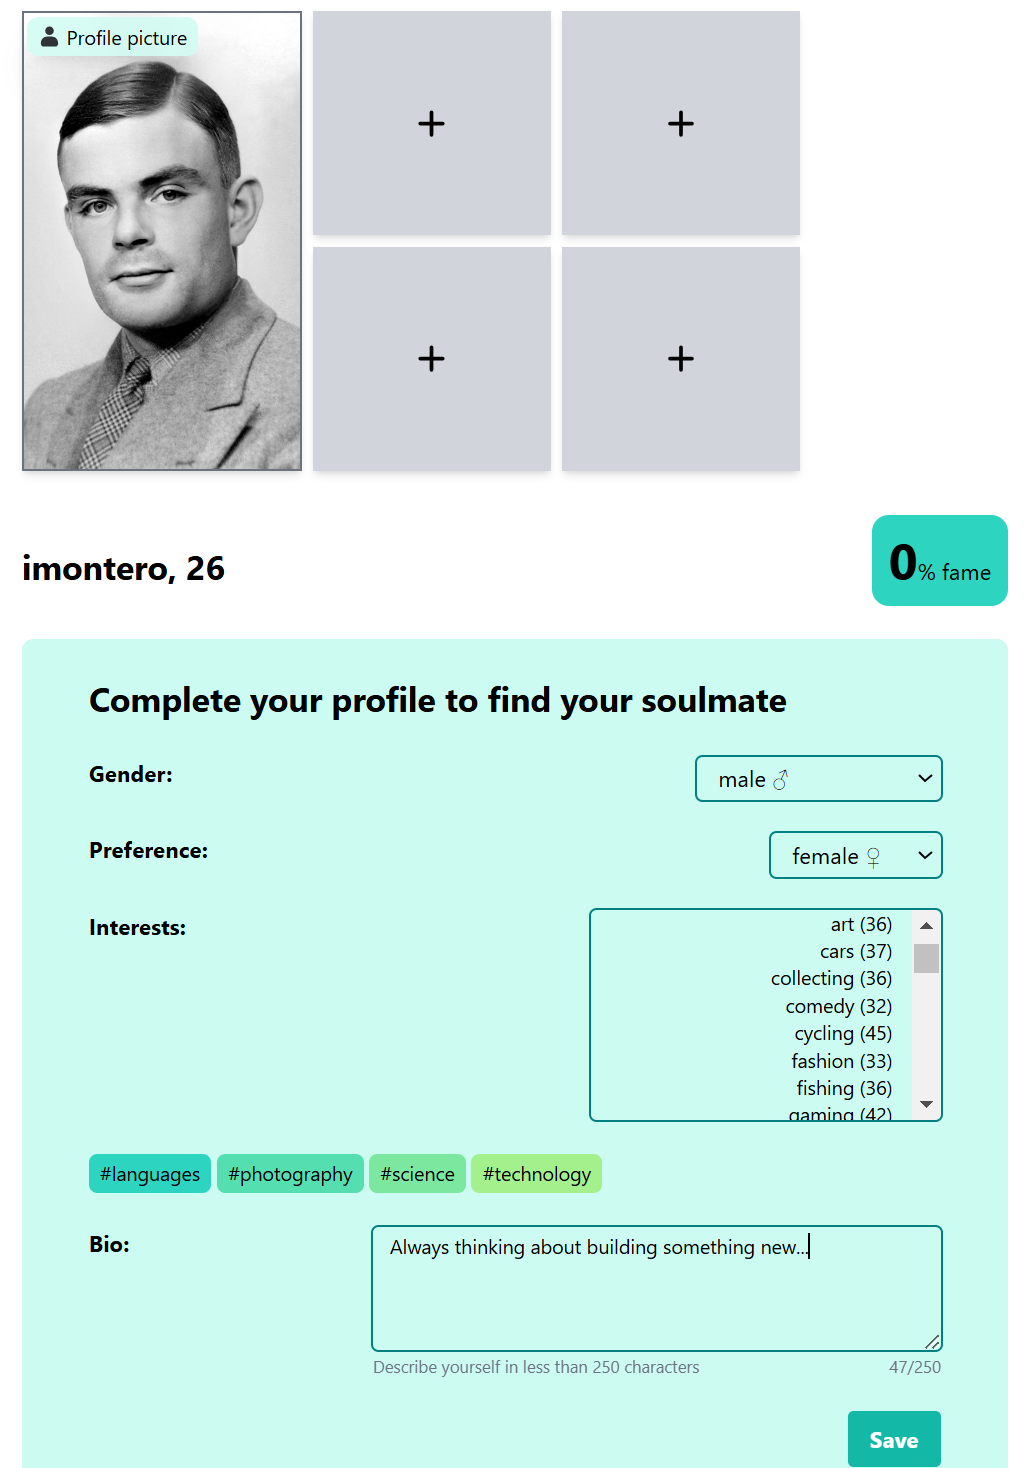 Profile picture
imontero, 26
0% fame
Complete your profile to find your soulmate
Gender:
male ♂
Preference:
female ♀
Interests:
art (36)
cars (37)
collecting (36)
comedy (32)
cycling (45)
fashion (33)
fishing (36)
gaming (42)
#languages #photography #science #technology
Bio:
Always thinking about building something new...
Describe yourself in less than 250 characters 47/250
Save